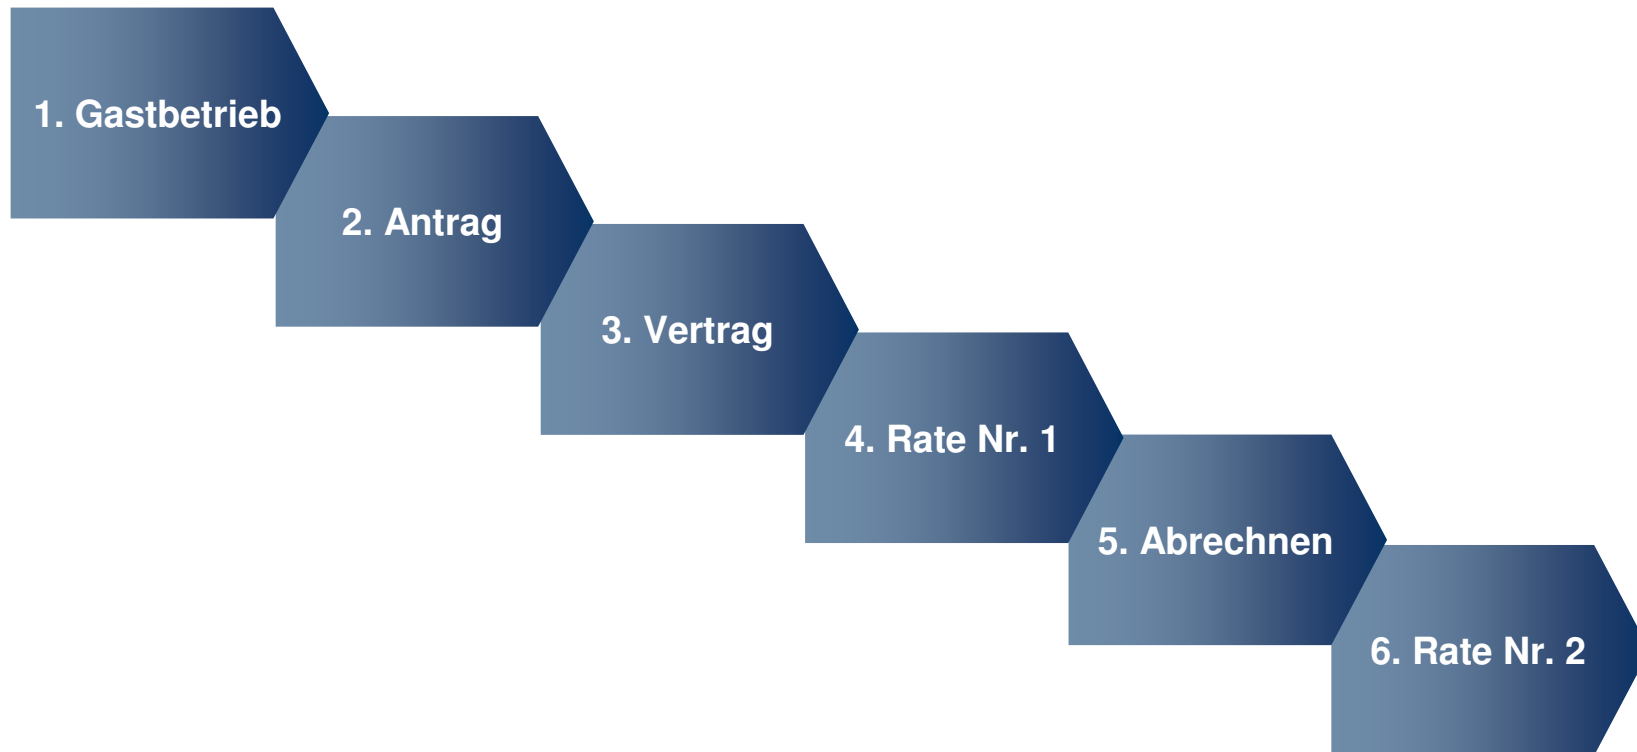 1. Gastbetrieb
2. Antrag
3. Vertrag
4. Rate Nr. 1
5. Abrechnen
6. Rate Nr. 2